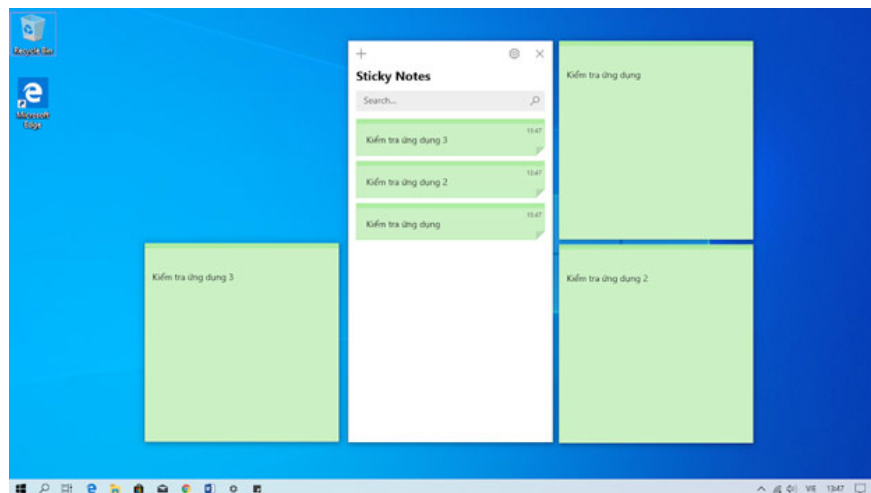 Recycle Bin
Microsoft
Edge
Sticky Notes
Search...
Kiểm tra ứng dụng 3
13:47
Kiểm tra ứng dụng 2
13:47
Kiểm tra ứng dụng
13:47
Kiểm tra ứng dụng 3
Kiểm tra ứng dụng
Kiểm tra ứng dụng 2
VIE 13:47